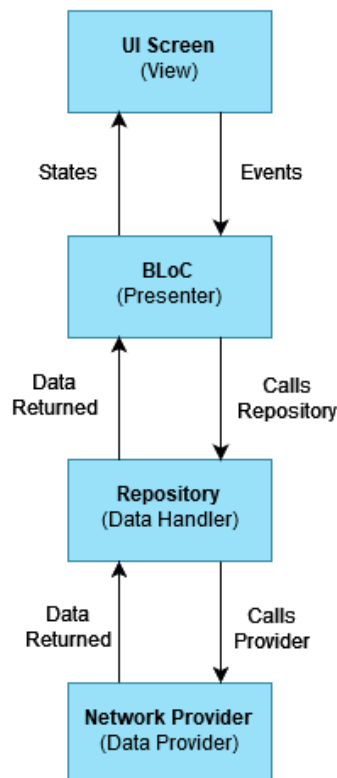 UI Screen
(View)
States
Events
BLoC
(Presenter)
Data
Returned
Calls
Repository
Repository
(Data Handler)
Data
Returned
Calls
Provider
Network Provider
(Data Provider)